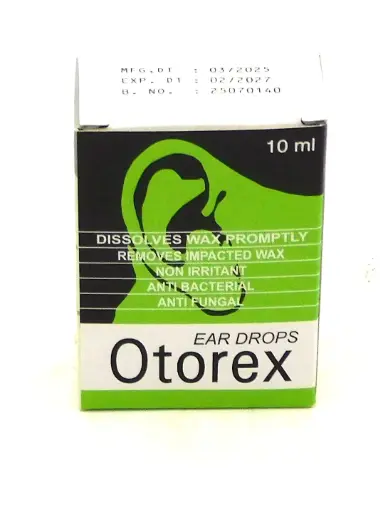 MFG.DT : 03/2025
EXP. DT : 02/2027
B. NO. : 25070140
10 ml
DISSOLVES WAX PROMPTLY
REMOVES IMPACTED WAX
NON IRRITANT
ANTI BACTERIAL
ANTI FUNGAL
EAR DROPS
Otorex